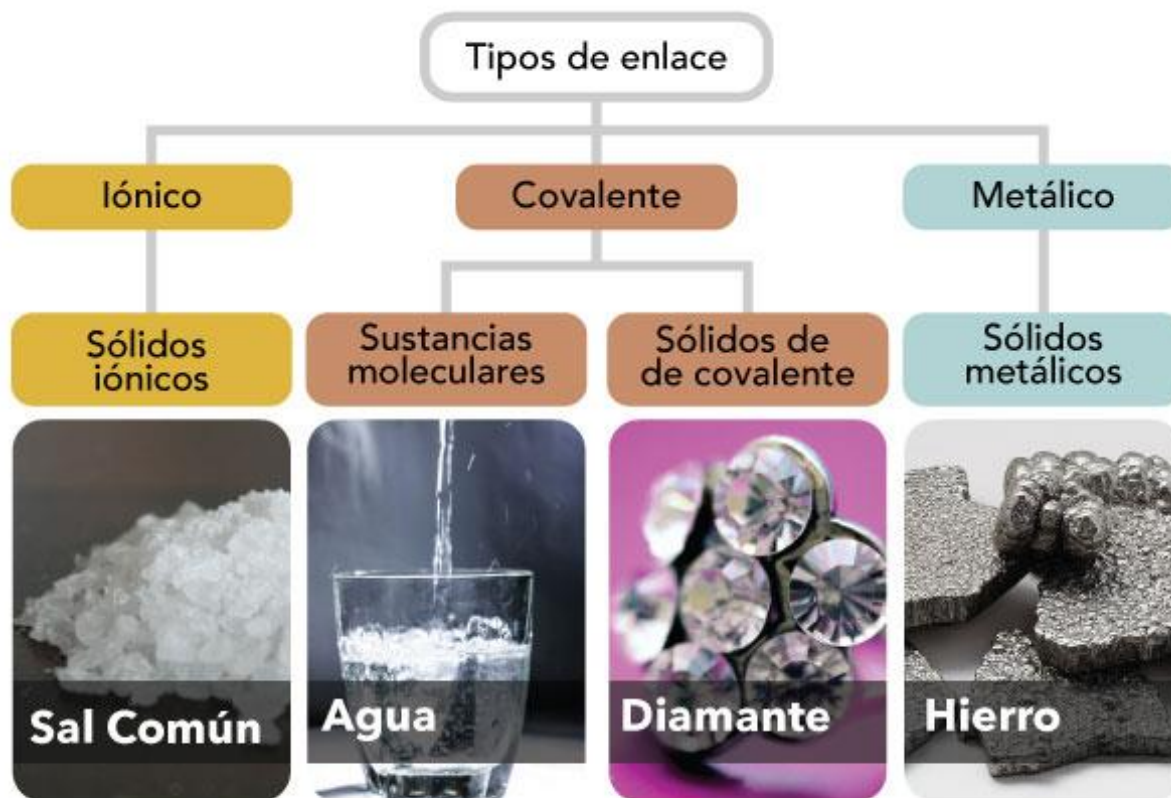 Tipos de enlace
Iónico
Covalente
Metálico
Sólidos
iónicos
Sustancias
moleculares
Sólidos de
de covalente
Sólidos
metálicos
Sal Común
Agua
Diamante
Hierro